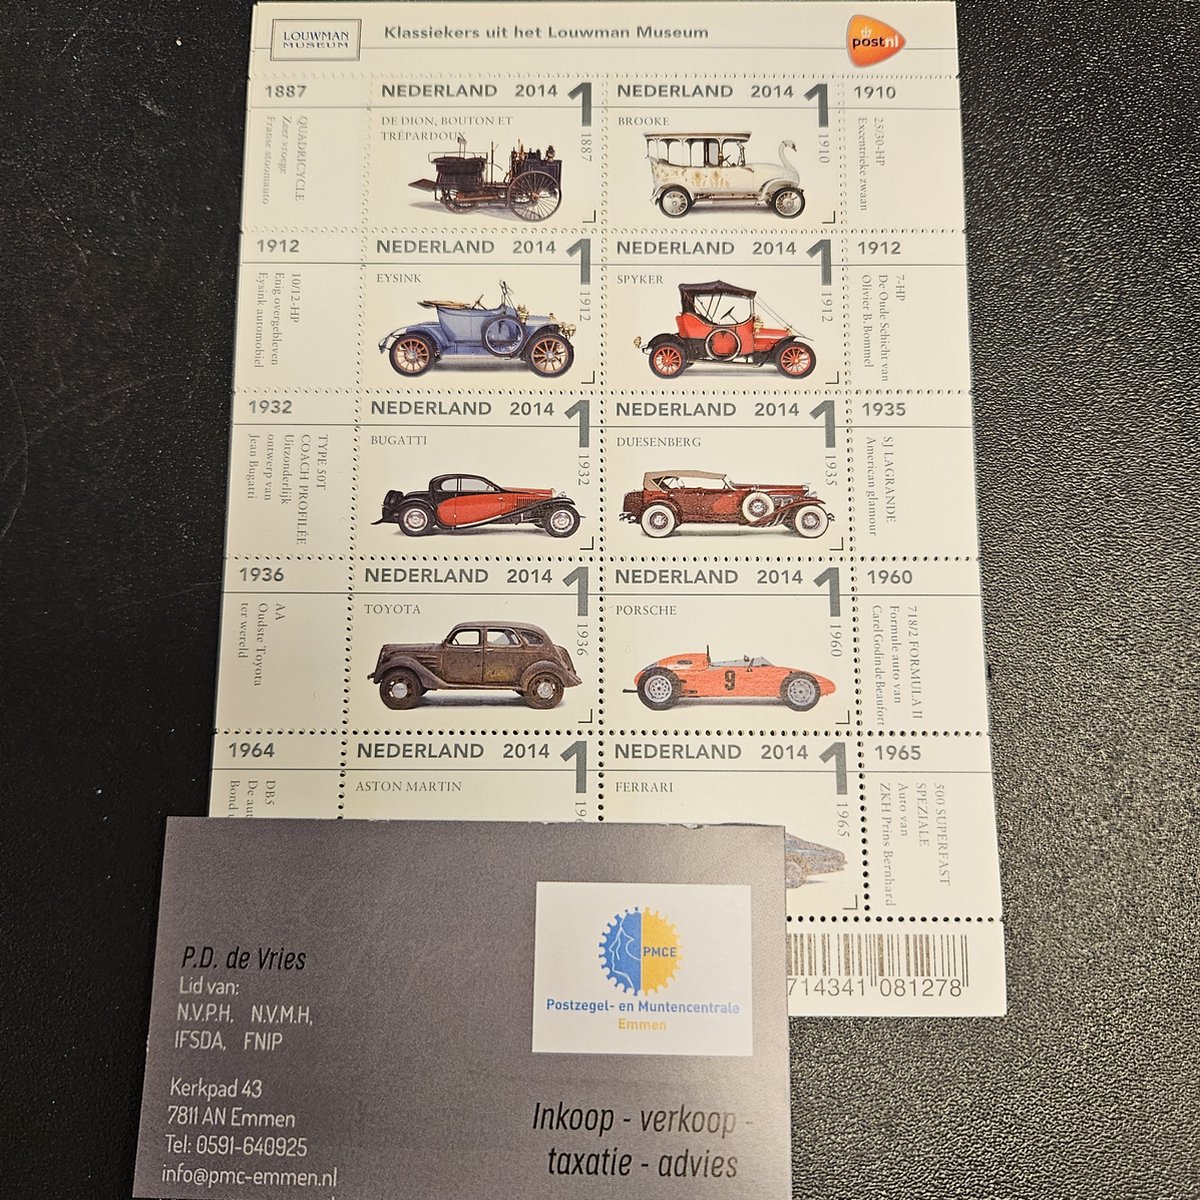 LOUWMAN
MUSEUM
Klassiekers uit het Louwman Museum
postnl
1887
QUADRICYCLE
Zeer vroege
Franse stoomauto
NEDERLAND 2014 1
DE DION, BOUTON ET
TRÉPARDOUX
1887
NEDERLAND 2014 1
BROOKE
1910
1910
25/30-HP
Excentrieke zwaan
1912
10/12-HP
Enig overgebleven
Eysink automobiel
NEDERLAND 2014 1
EYSINK
1912
NEDERLAND 2014 1
SPYKER
1912
1912
7-HP
De Oude Schicht van
Olivier B. Bommel
1932
TYPE 50T
COACH PROFILÉE
Uitzonderlijk
ontwerp van
Jean Bugatti
NEDERLAND 2014 1
BUGATTI
1932
NEDERLAND 2014 1
DUESENBERG
1935
1935
SJ LAGRANDE
American glamour
1936
AA
Oudste Toyota
ter wereld
NEDERLAND 2014 1
TOYOTA
1936
NEDERLAND 2014 1
PORSCHE
9
1960
1960
718/2 FORMULA II
Formule auto van
Carel Godin de Beaufort
1964
DB5
De aut
Bond
NEDERLAND 2014 1
ASTON MARTIN
196
NEDERLAND 2014 1
FERRARI
1965
1965
500 SUPERFAST
SPEZIALE
Auto van
ZKH Prins Bernhard
714341 081278
P.D. de Vries
Lid van:
N.V.P.H, N.V.M.H,
IFSDA, FNIP
Kerkpad 43
7811 AN Emmen
Tel: 0591-640925
info@pmc-emmen.nl
PMCE
Postzegel- en Muntencentrale
Emmen
Inkoop - verkoop -
taxatie - advies